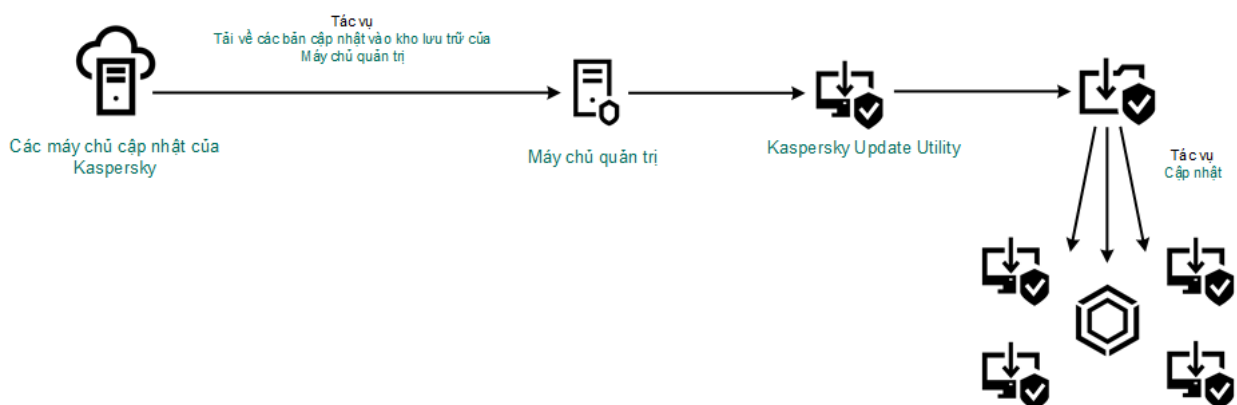 Tác vụ
Tải về các bản cập nhật vào kho lưu trữ của
Máy chủ quản trị
Các máy chủ cập nhật của
Kaspersky
Máy chủ quản trị
Kaspersky Update Utility
Tác vụ
Cập nhật